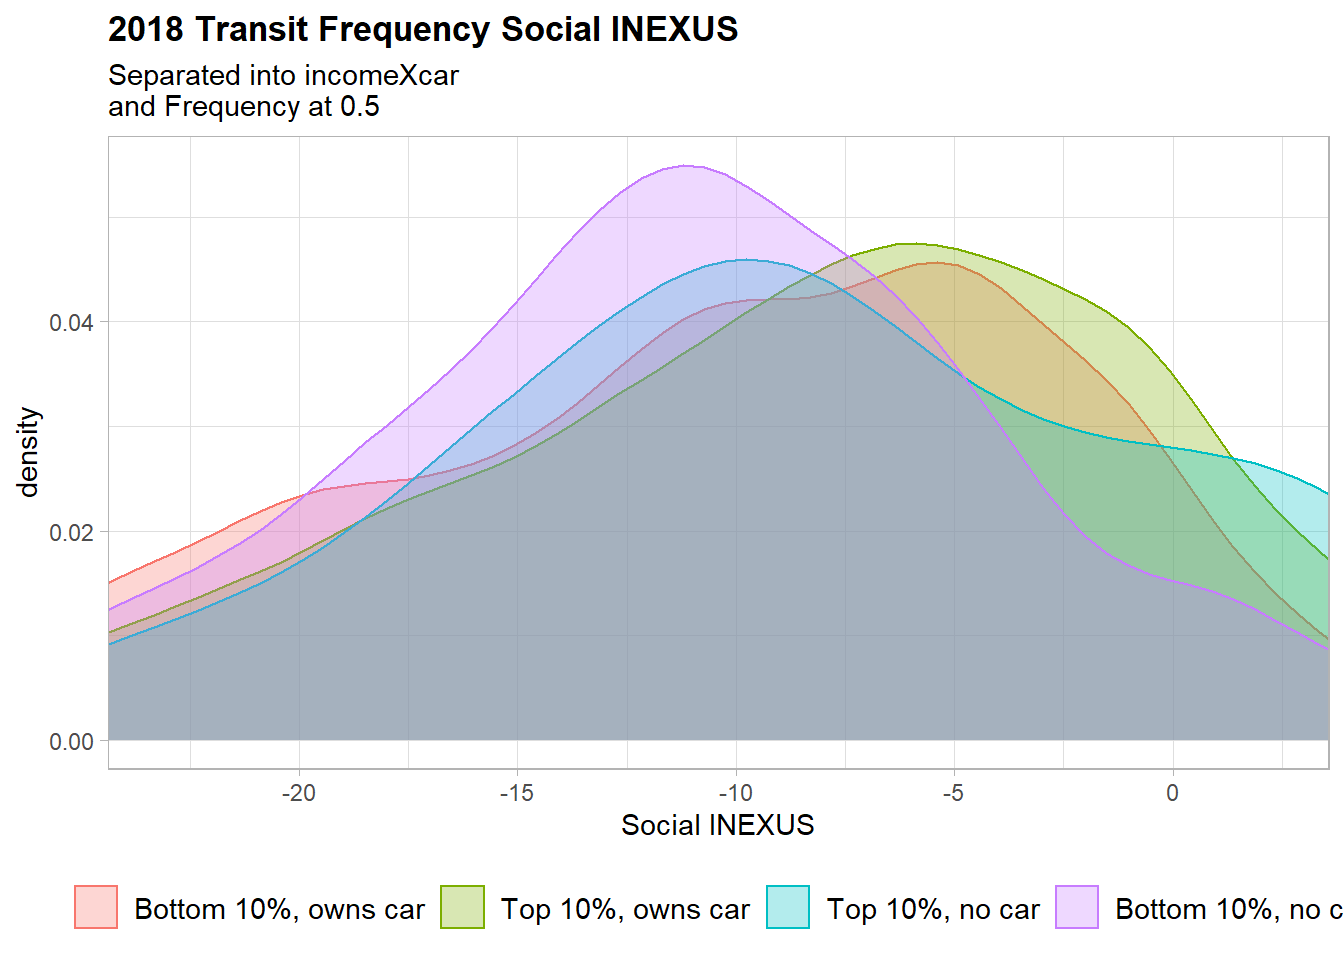 2018 Transit Frequency Social INEXUS
Separated into incomeXcar
and Frequency at 0.5
density
0.04
0.02
0.00
-20 -15 -10 -5 0
Social INEXUS
Bottom 10%, owns car Top 10%, owns car Top 10%, no car Bottom 10%, no c